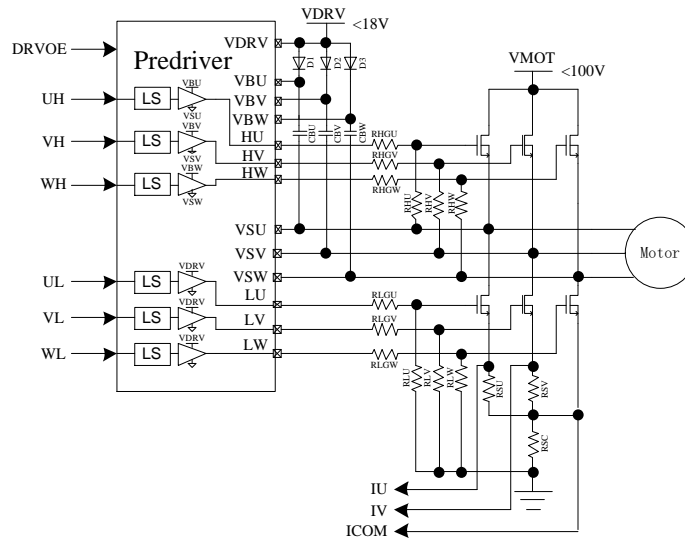 VDRV
<18V
DRVOE
Predriver
VDRV
D1
D2
D3
VMOT
<100V
VBU
UH
LS
VBU
VSU
VBV
VBW
CBU
CBV
CBW
HU
RHGU
VH
LS
VBV
VSV
HV
RHGV
WH
LS
VBW
VSW
HW
RHGW
RHU
RHV
RHW
VSU
VSV
Motor
VSW
UL
LS
VDRV
LU
RLGU
VL
LS
VDRV
LV
RLGV
WL
LS
VDRV
LW
RLGW
RLU
RLV
RLW
RSU
RSV
RSC
IU
IV
ICOM